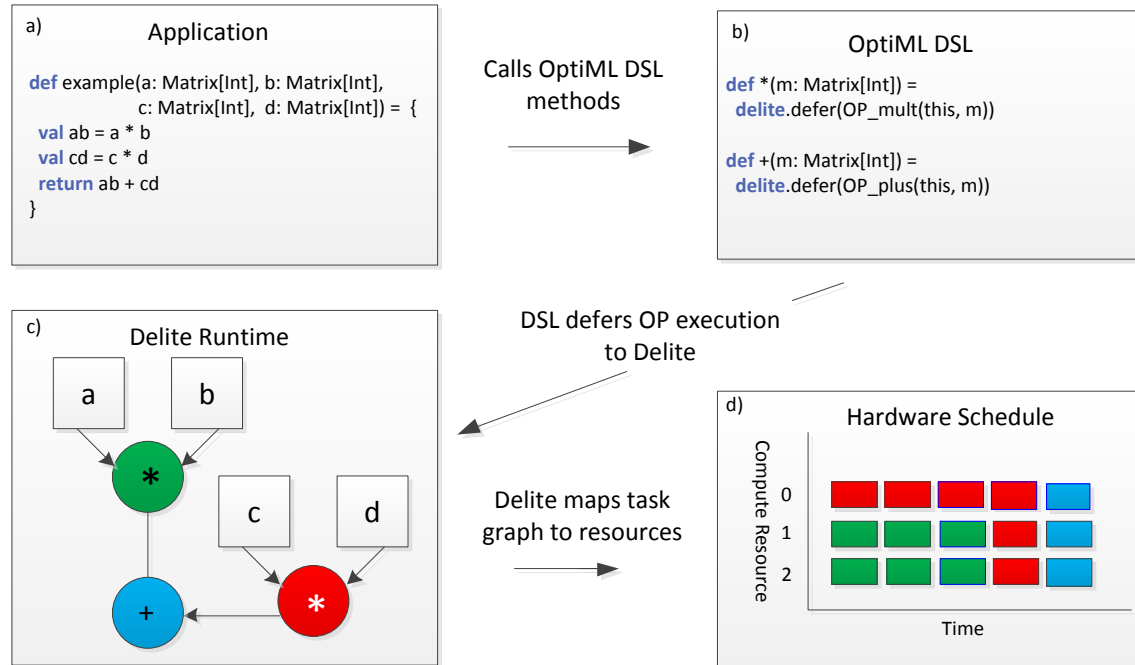 a)
Application
def example(a: Matrix[Int], b: Matrix[Int],
c: Matrix[Int], d: Matrix[Int]) = {
val ab = a * b
val cd = c * d
return ab + cd
}
Calls OptiML DSL
methods
b)
OptiML DSL
def *(m: Matrix[Int]) =
delite.defer(OP_mult(this, m))
def +(m: Matrix[Int]) =
delite.defer(OP_plus(this, m))
DSL defers OP execution
to Delite
c)
Delite Runtime
a
b
*
c
d
+
*
Delite maps task
graph to resources
d)
Hardware Schedule
Compute Resource
0
1
2
Time